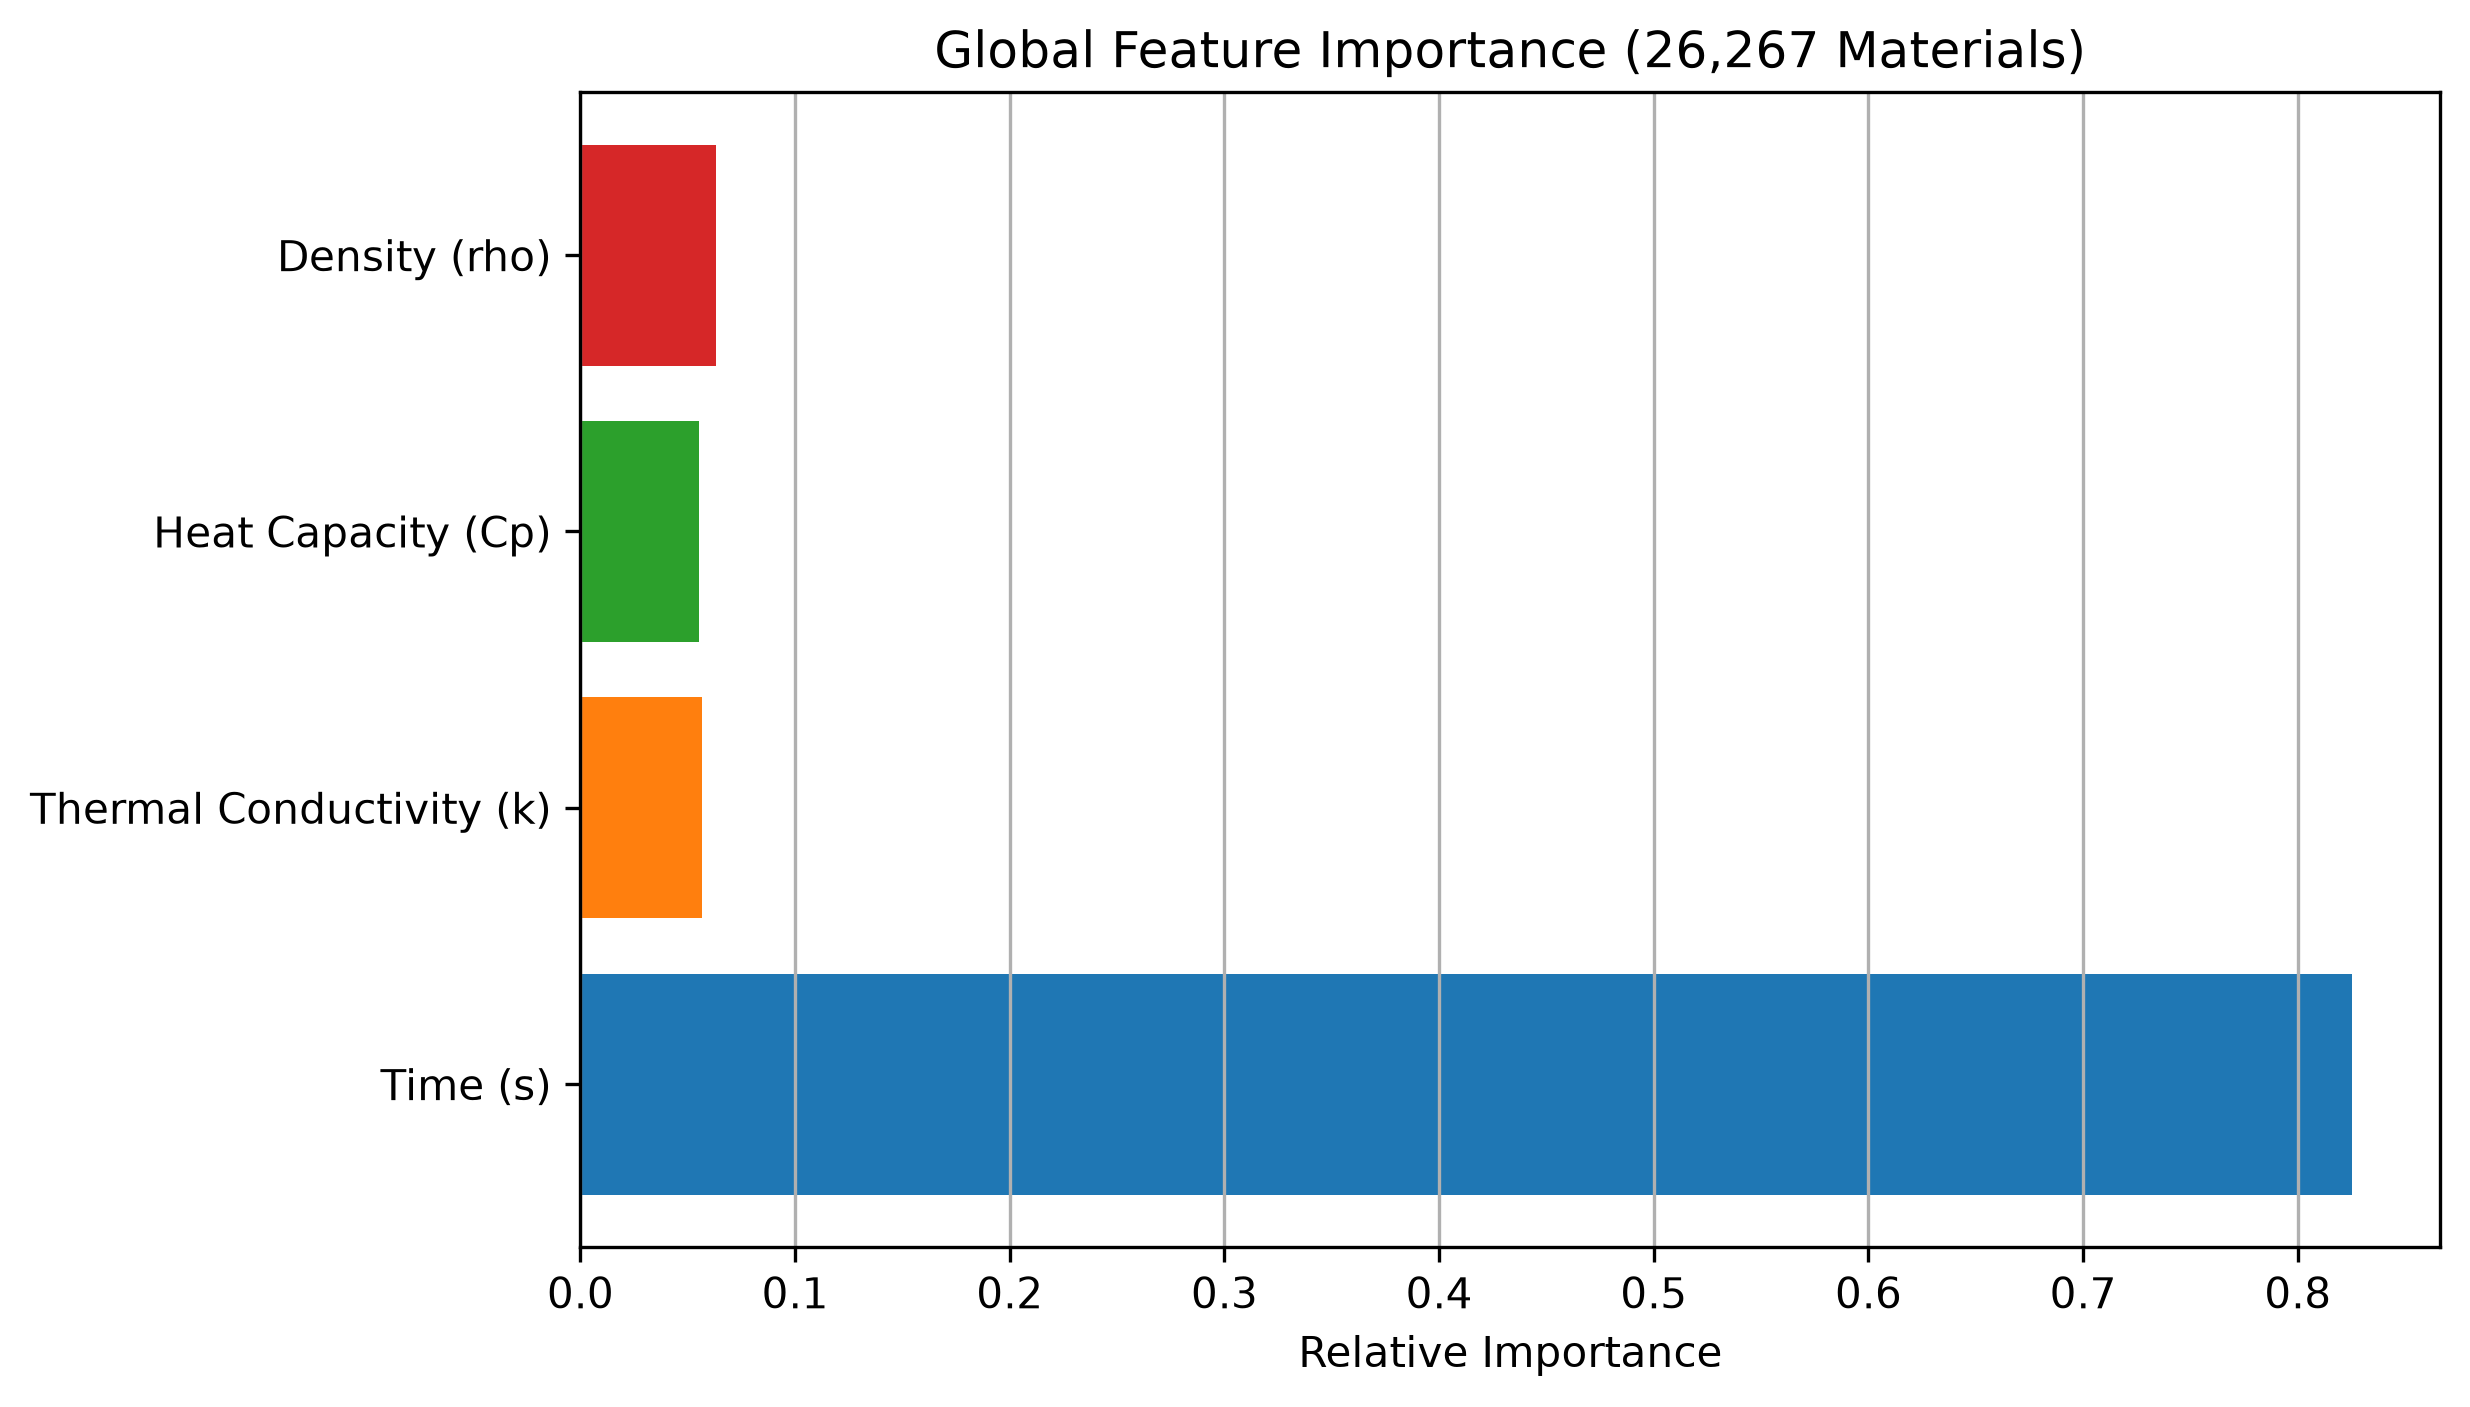 Global Feature Importance (26,267 Materials)
Density (rho)
Heat Capacity (Cp)
Thermal Conductivity (k)
Time (s)
0.0 0.1 0.2 0.3 0.4 0.5 0.6 0.7 0.8
Relative Importance